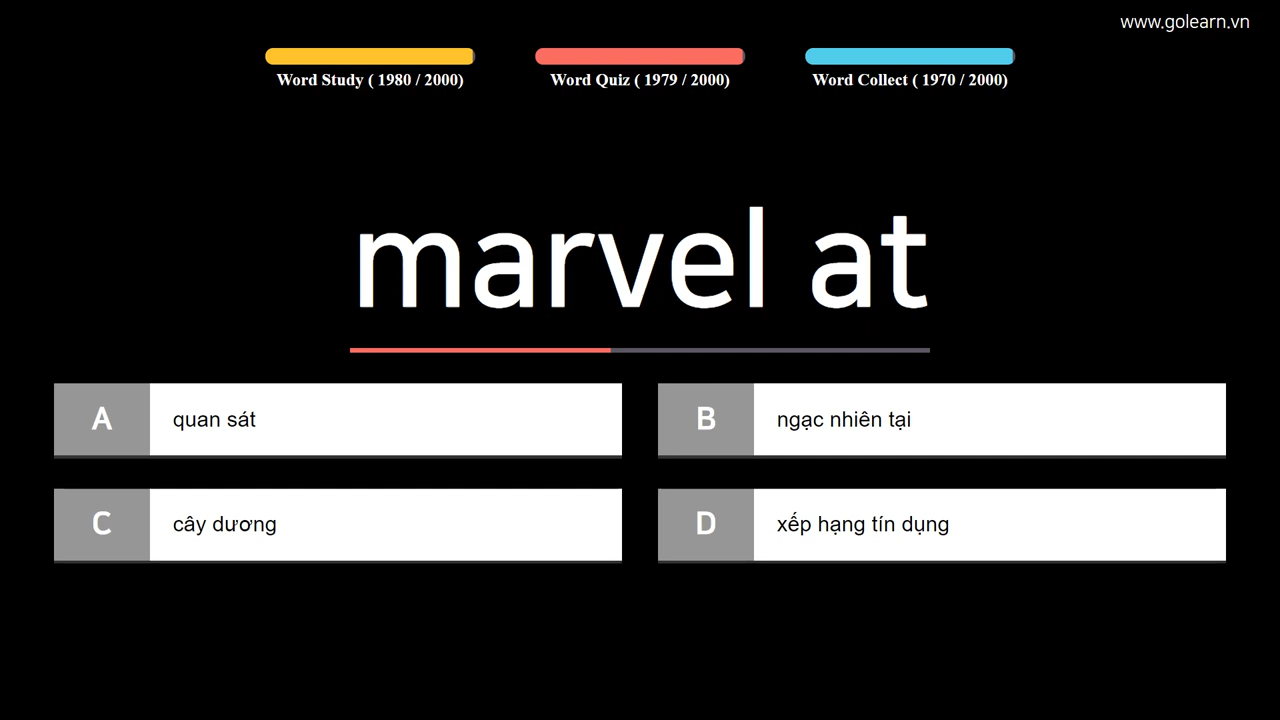 www.golearn.vn
Word Study ( 1980 / 2000)
Word Quiz ( 1979 / 2000)
Word Collect ( 1970 / 2000)
marvel at
A quan sát
B ngạc nhiên tại
C cây dương
D xếp hạng tín dụng